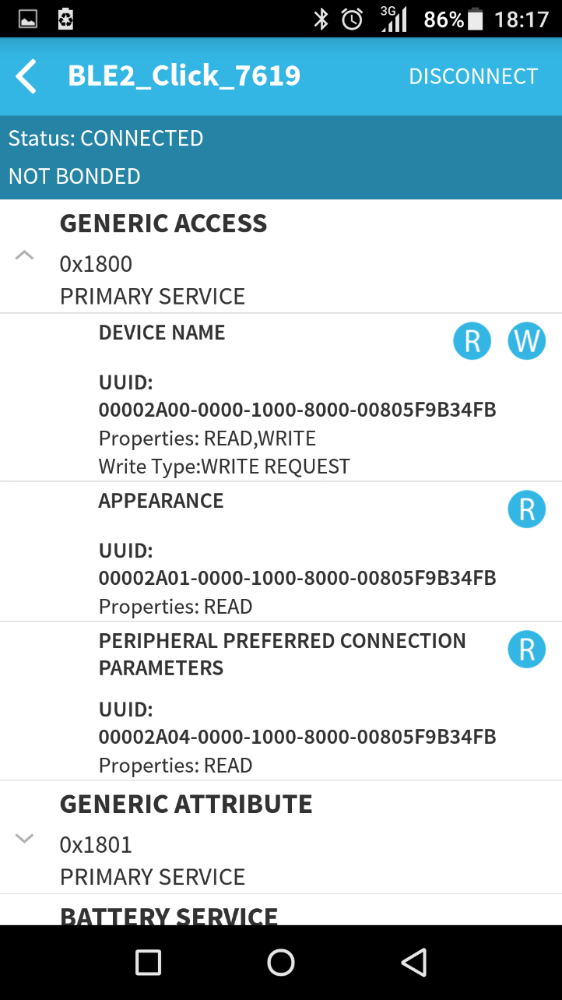 3G 86% 18:17
BLE2_Click_7619 DISCONNECT
Status: CONNECTED
NOT BONDED
GENERIC ACCESS
0x1800
PRIMARY SERVICE
DEVICE NAME R W
UUID:
00002A00-0000-1000-8000-00805F9B34FB
Properties: READ,WRITE
Write Type:WRITE REQUEST
APPEARANCE R
UUID:
00002A01-0000-1000-8000-00805F9B34FB
Properties: READ
PERIPHERAL PREFERRED CONNECTION R
PARAMETERS
UUID:
00002A04-0000-1000-8000-00805F9B34FB
Properties: READ
GENERIC ATTRIBUTE
0x1801
PRIMARY SERVICE
BATTERY SERVICE